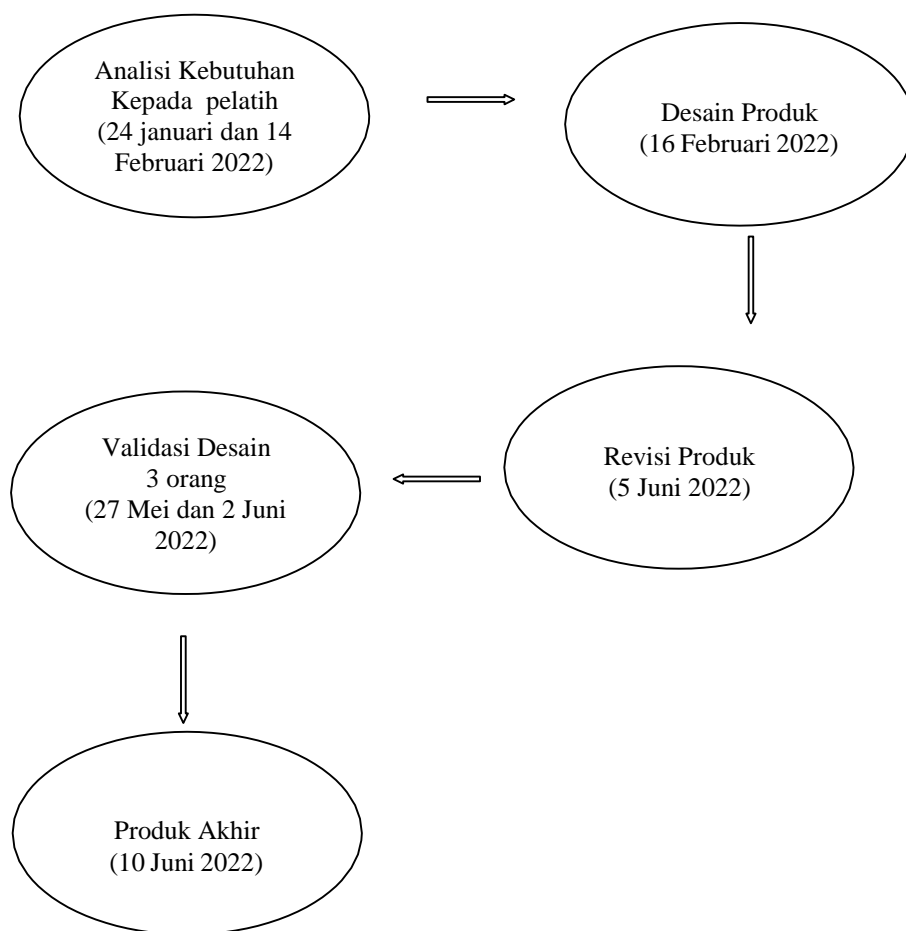 Analisi Kebutuhan
Kepada pelatih
(24 januari dan 14
Februari 2022)
Desain Produk
(16 Februari 2022)
Revisi Produk
(5 Juni 2022)
Validasi Desain
3 orang
(27 Mei dan 2 Juni
2022)
Produk Akhir
(10 Juni 2022)